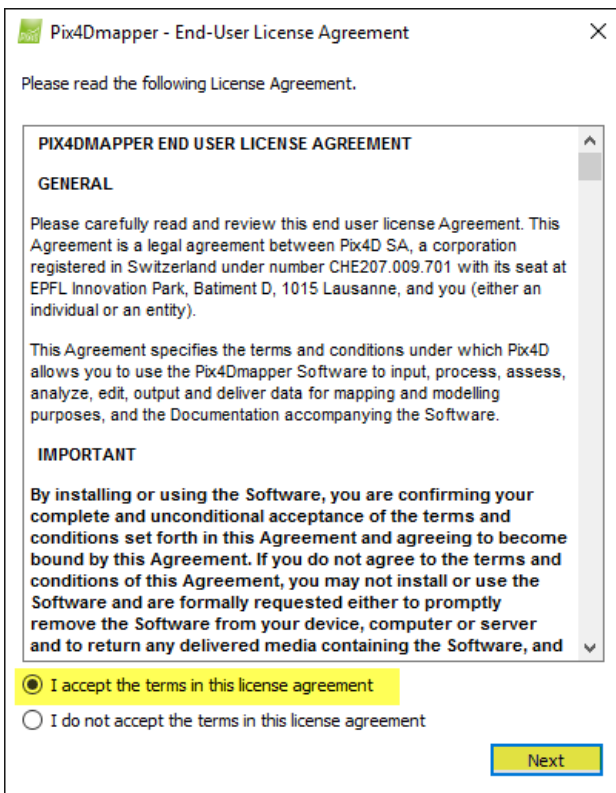 Pix4Dmapper - End-User License Agreement
Please read the following License Agreement.
PIX4DMAPPER END USER LICENSE AGREEMENT
GENERAL
Please carefully read and review this end user license Agreement. This
Agreement is a legal agreement between Pix4D SA, a corporation
registered in Switzerland under number CHE207.009.701 with its seat at
EPFL Innovation Park, Batiment D, 1015 Lausanne, and you (either an
individual or an entity).
This Agreement specifies the terms and conditions under which Pix4D
allows you to use the Pix4Dmapper Software to input, process, assess,
analyze, edit, output and deliver data for mapping and modelling
purposes, and the Documentation accompanying the Software.
IMPORTANT
By installing or using the Software, you are confirming your
complete and unconditional acceptance of the terms and
conditions set forth in this Agreement and agreeing to become
bound by this Agreement. If you do not agree to the terms and
conditions of this Agreement, you may not install or use the
Software and are formally requested either to promptly
remove the Software from your device, computer or server
and to return any delivered media containing the Software, and
I accept the terms in this license agreement
I do not accept the terms in this license agreement
Next